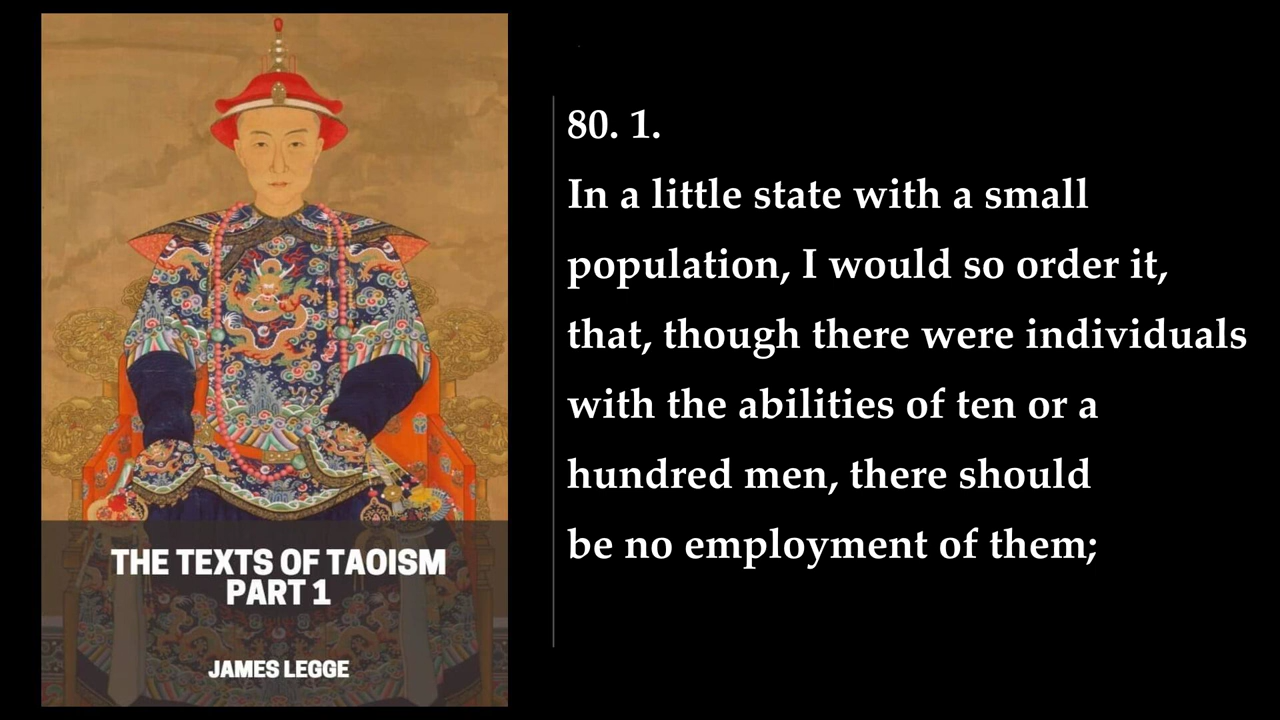 THE TEXTS OF TAOISM
PART 1
JAMES LEGGE
80. 1.
In a little state with a small
population, I would so order it,
that, though there were individuals
with the abilities of ten or a
hundred men, there should
be no employment of them;